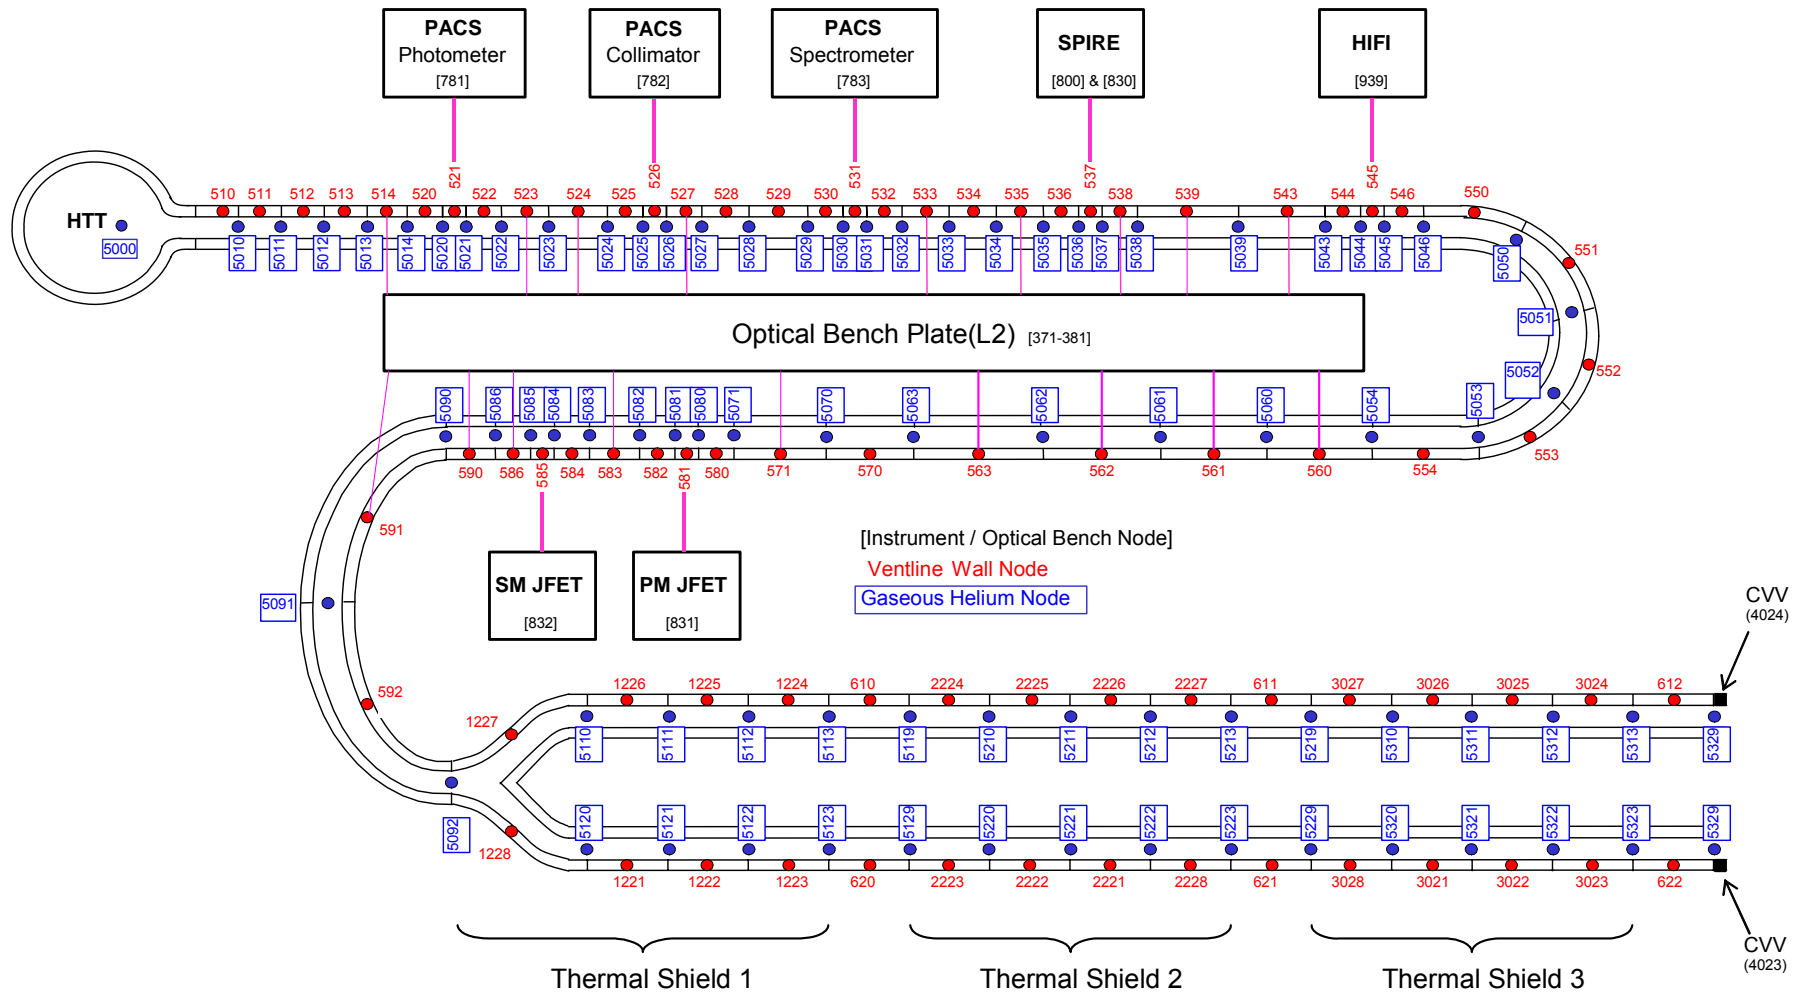 PACS
Photometer
[781]
PACS
Collimator
[782]
PACS
Spectrometer
[783]
SPIRE
[800] & [830]
HIFI
[939]
510 511 512 513 514 520 521 522 523 524 525 526 527 528 529 530 531 532 533 534 535 536 537 538 539 543 544 545 546 550
HTT
5000
5010 5011 5012 5013 5014 5020 5021 5022 5023 5024 5025 5026 5027 5028 5029 5030 5031 5032 5033 5034 5035 5036 5037 5038 5039 5043 5044 5045 5046 5050
551
5051
Optical Bench Plate(L2) [371-381]
5052
552
5090 5086 5085 5084 5083 5082 5081 5080 5071 5070 5063 5062 5061 5060 5054 5053
553
590 586 585 584 583 582 581 580 571 570 563 562 561 560 554
591
[Instrument / Optical Bench Node]
Ventline Wall Node
Gaseous Helium Node
SM JFET
[832]
PM JFET
[831]
5091
CVV
(4024)
592
1227
1226 1225 1224 610 2224 2225 2226 2227 611 3027 3026 3025 3024 612
5110 5111 5112 5113 5119 5210 5211 5212 5213 5219 5310 5311 5312 5313 5329
5092
5120 5121 5122 5123 5129 5220 5221 5222 5223 5229 5320 5321 5322 5323 5329
1228
1221 1222 1223 620 2223 2222 2221 2228 621 3028 3021 3022 3023 622
CVV
(4023)
Thermal Shield 1
Thermal Shield 2
Thermal Shield 3